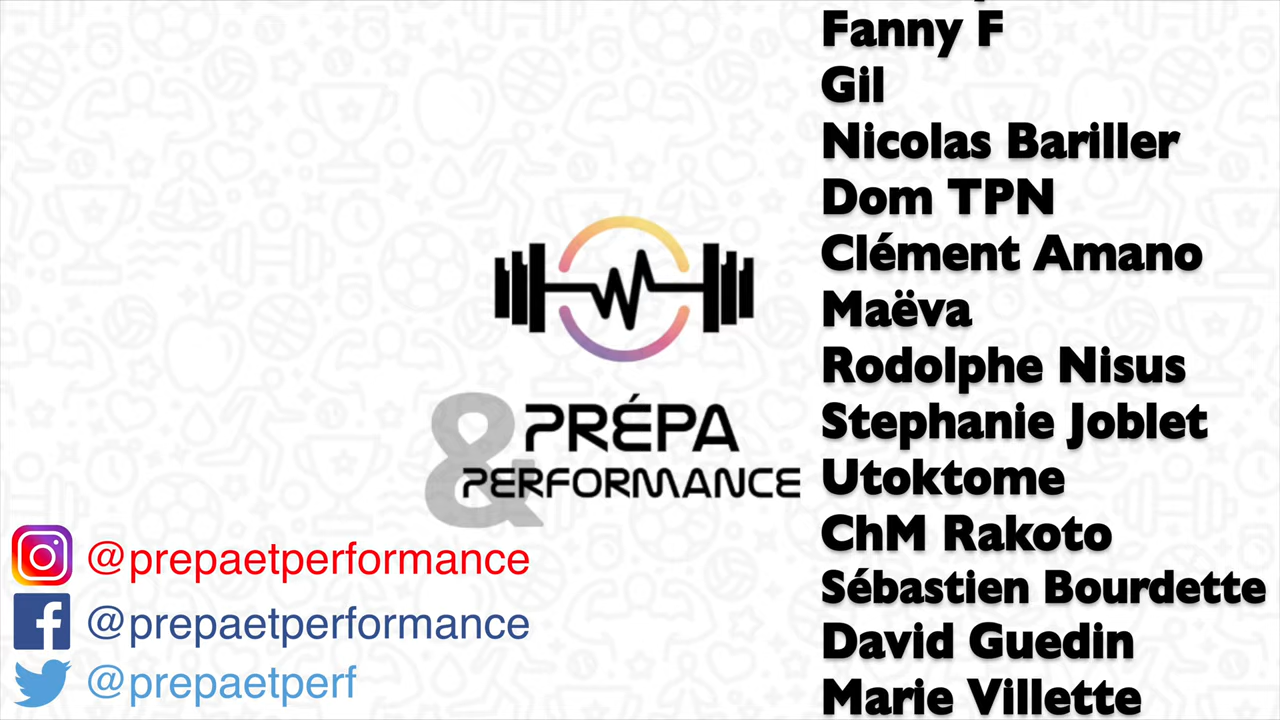 Fanny F
Gil
Nicolas Bariller
Dom TPN
Clément Amano
Maëva
Rodolphe Nisus
Stephanie Joblet
Utoktome
ChM Rakoto
Sébastien Bourdette
David Guedin
Marie Villette
& PRÉPA
PERFORMANCE
@prepaetperformance
@prepaetperformance
@prepaetperf